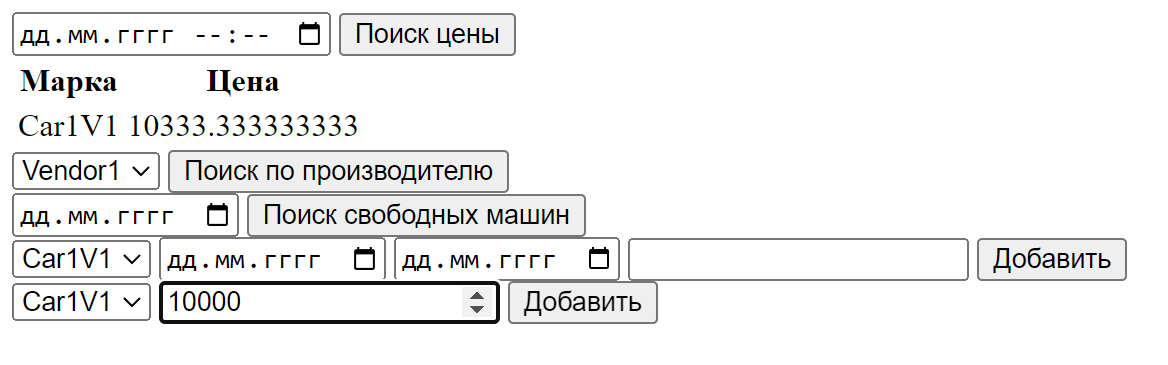 дд.мм.гггг --:-- Поиск цены
Марка Цена
Car1V1 10333.333333333
Vendor1 Поиск по производителю
дд.мм.гггг Поиск свободных машин
Car1V1 дд.мм.гггг дд.мм.гггг Добавить
Car1V1 10000 Добавить